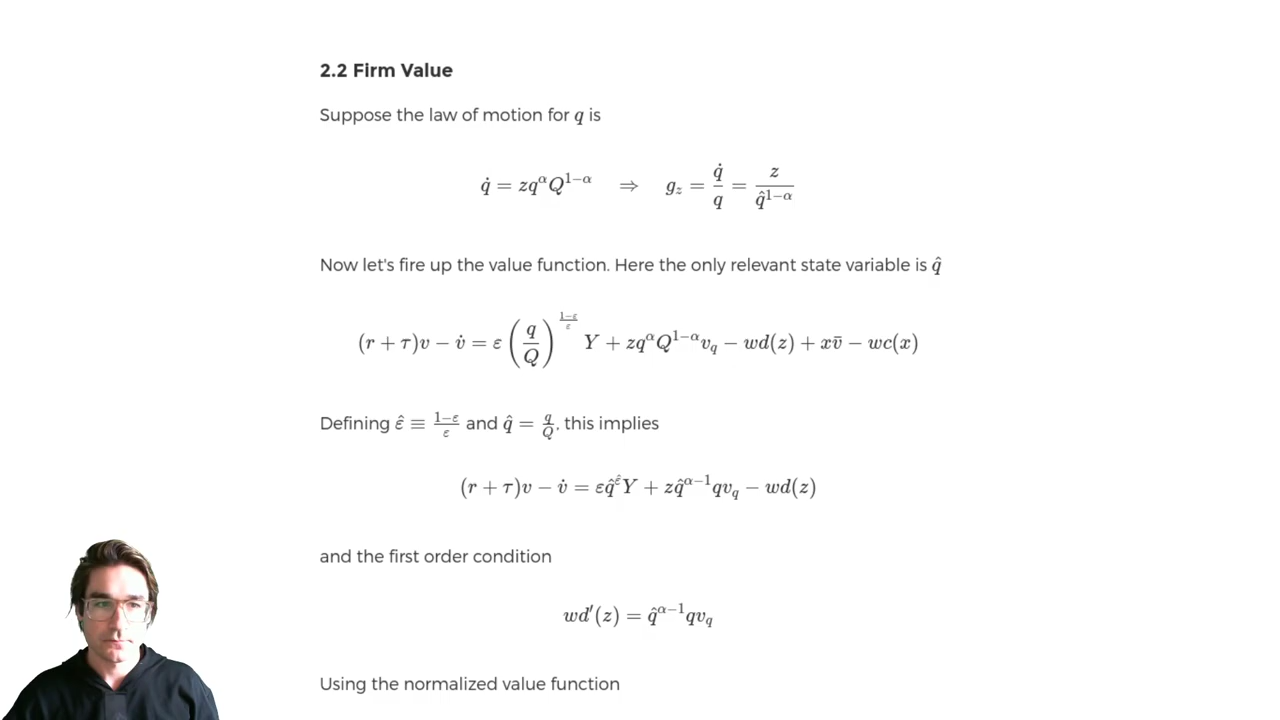 2.2 Firm Value
Suppose the law of motion for q is
q̇ = zq^α Q^{1−α} ⇒ g_z = q̇/q = z/q̂^{1−α}
Now let's fire up the value function. Here the only relevant state variable is q̂
(r + τ)v − v̇ = ε(q/Q)^{(1−ε)/ε} Y + zq^α Q^{1−α} v_q − wd(z) + xv̄ − wc(x)
Defining ε̂ ≡ (1−ε)/ε and q̂ = q/Q, this implies
(r + τ)v − v̇ = εq̂^{ε̂} Y + zq̂^{α−1} qv_q − wd(z)
and the first order condition
wd′(z) = q̂^{α−1} qv_q
Using the normalized value function